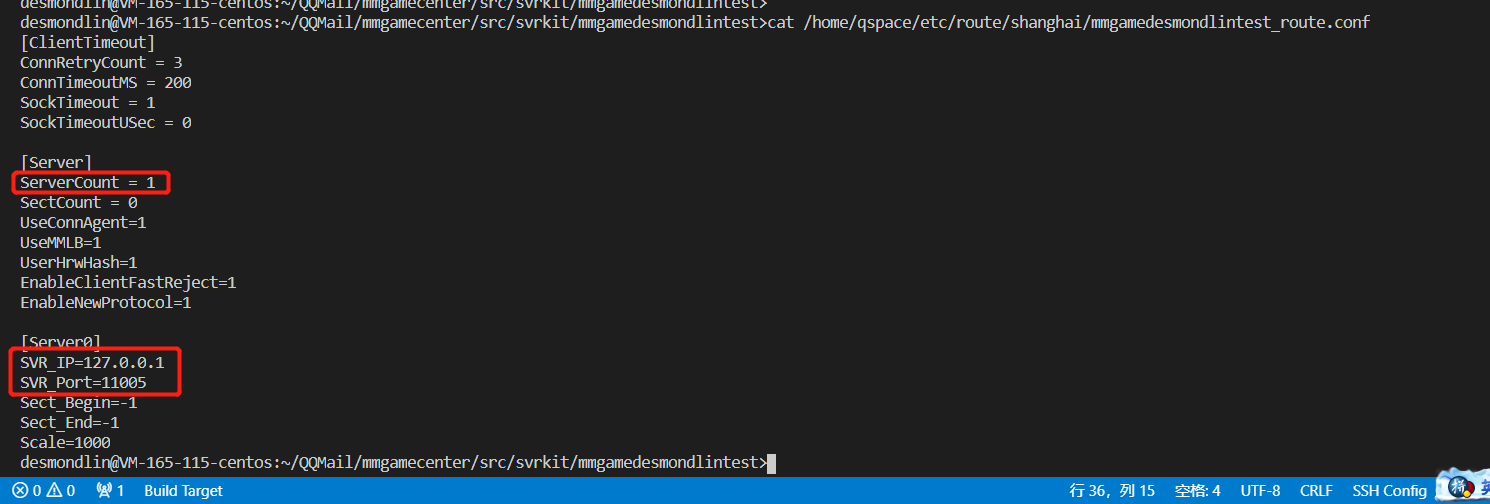 desmondlin@VM-165-115-centos:~/QQMail/mmgamecenter/src/svrkit/mmgamedesmondlintest>
desmondlin@VM-165-115-centos:~/QQMail/mmgamecenter/src/svrkit/mmgamedesmondlintest>cat /home/qspace/etc/route/shanghai/mmgamedesmondlintest_route.conf
[ClientTimeout]
ConnRetryCount = 3
ConnTimeoutMS = 200
SockTimeout = 1
SockTimeoutUSec = 0
[Server]
ServerCount = 1
SectCount = 0
UseConnAgent=1
UseMMLB=1
UserHrwHash=1
EnableClientFastReject=1
EnableNewProtocol=1
[Server0]
SVR_IP=127.0.0.1
SVR_Port=11005
Sect_Begin=-1
Sect_End=-1
Scale=1000
desmondlin@VM-165-115-centos:~/QQMail/mmgamecenter/src/svrkit/mmgamedesmondlintest>
0 0 1 Build Target 行 36，列 15 空格: 4 UTF-8 CRLF SSH Config 拼